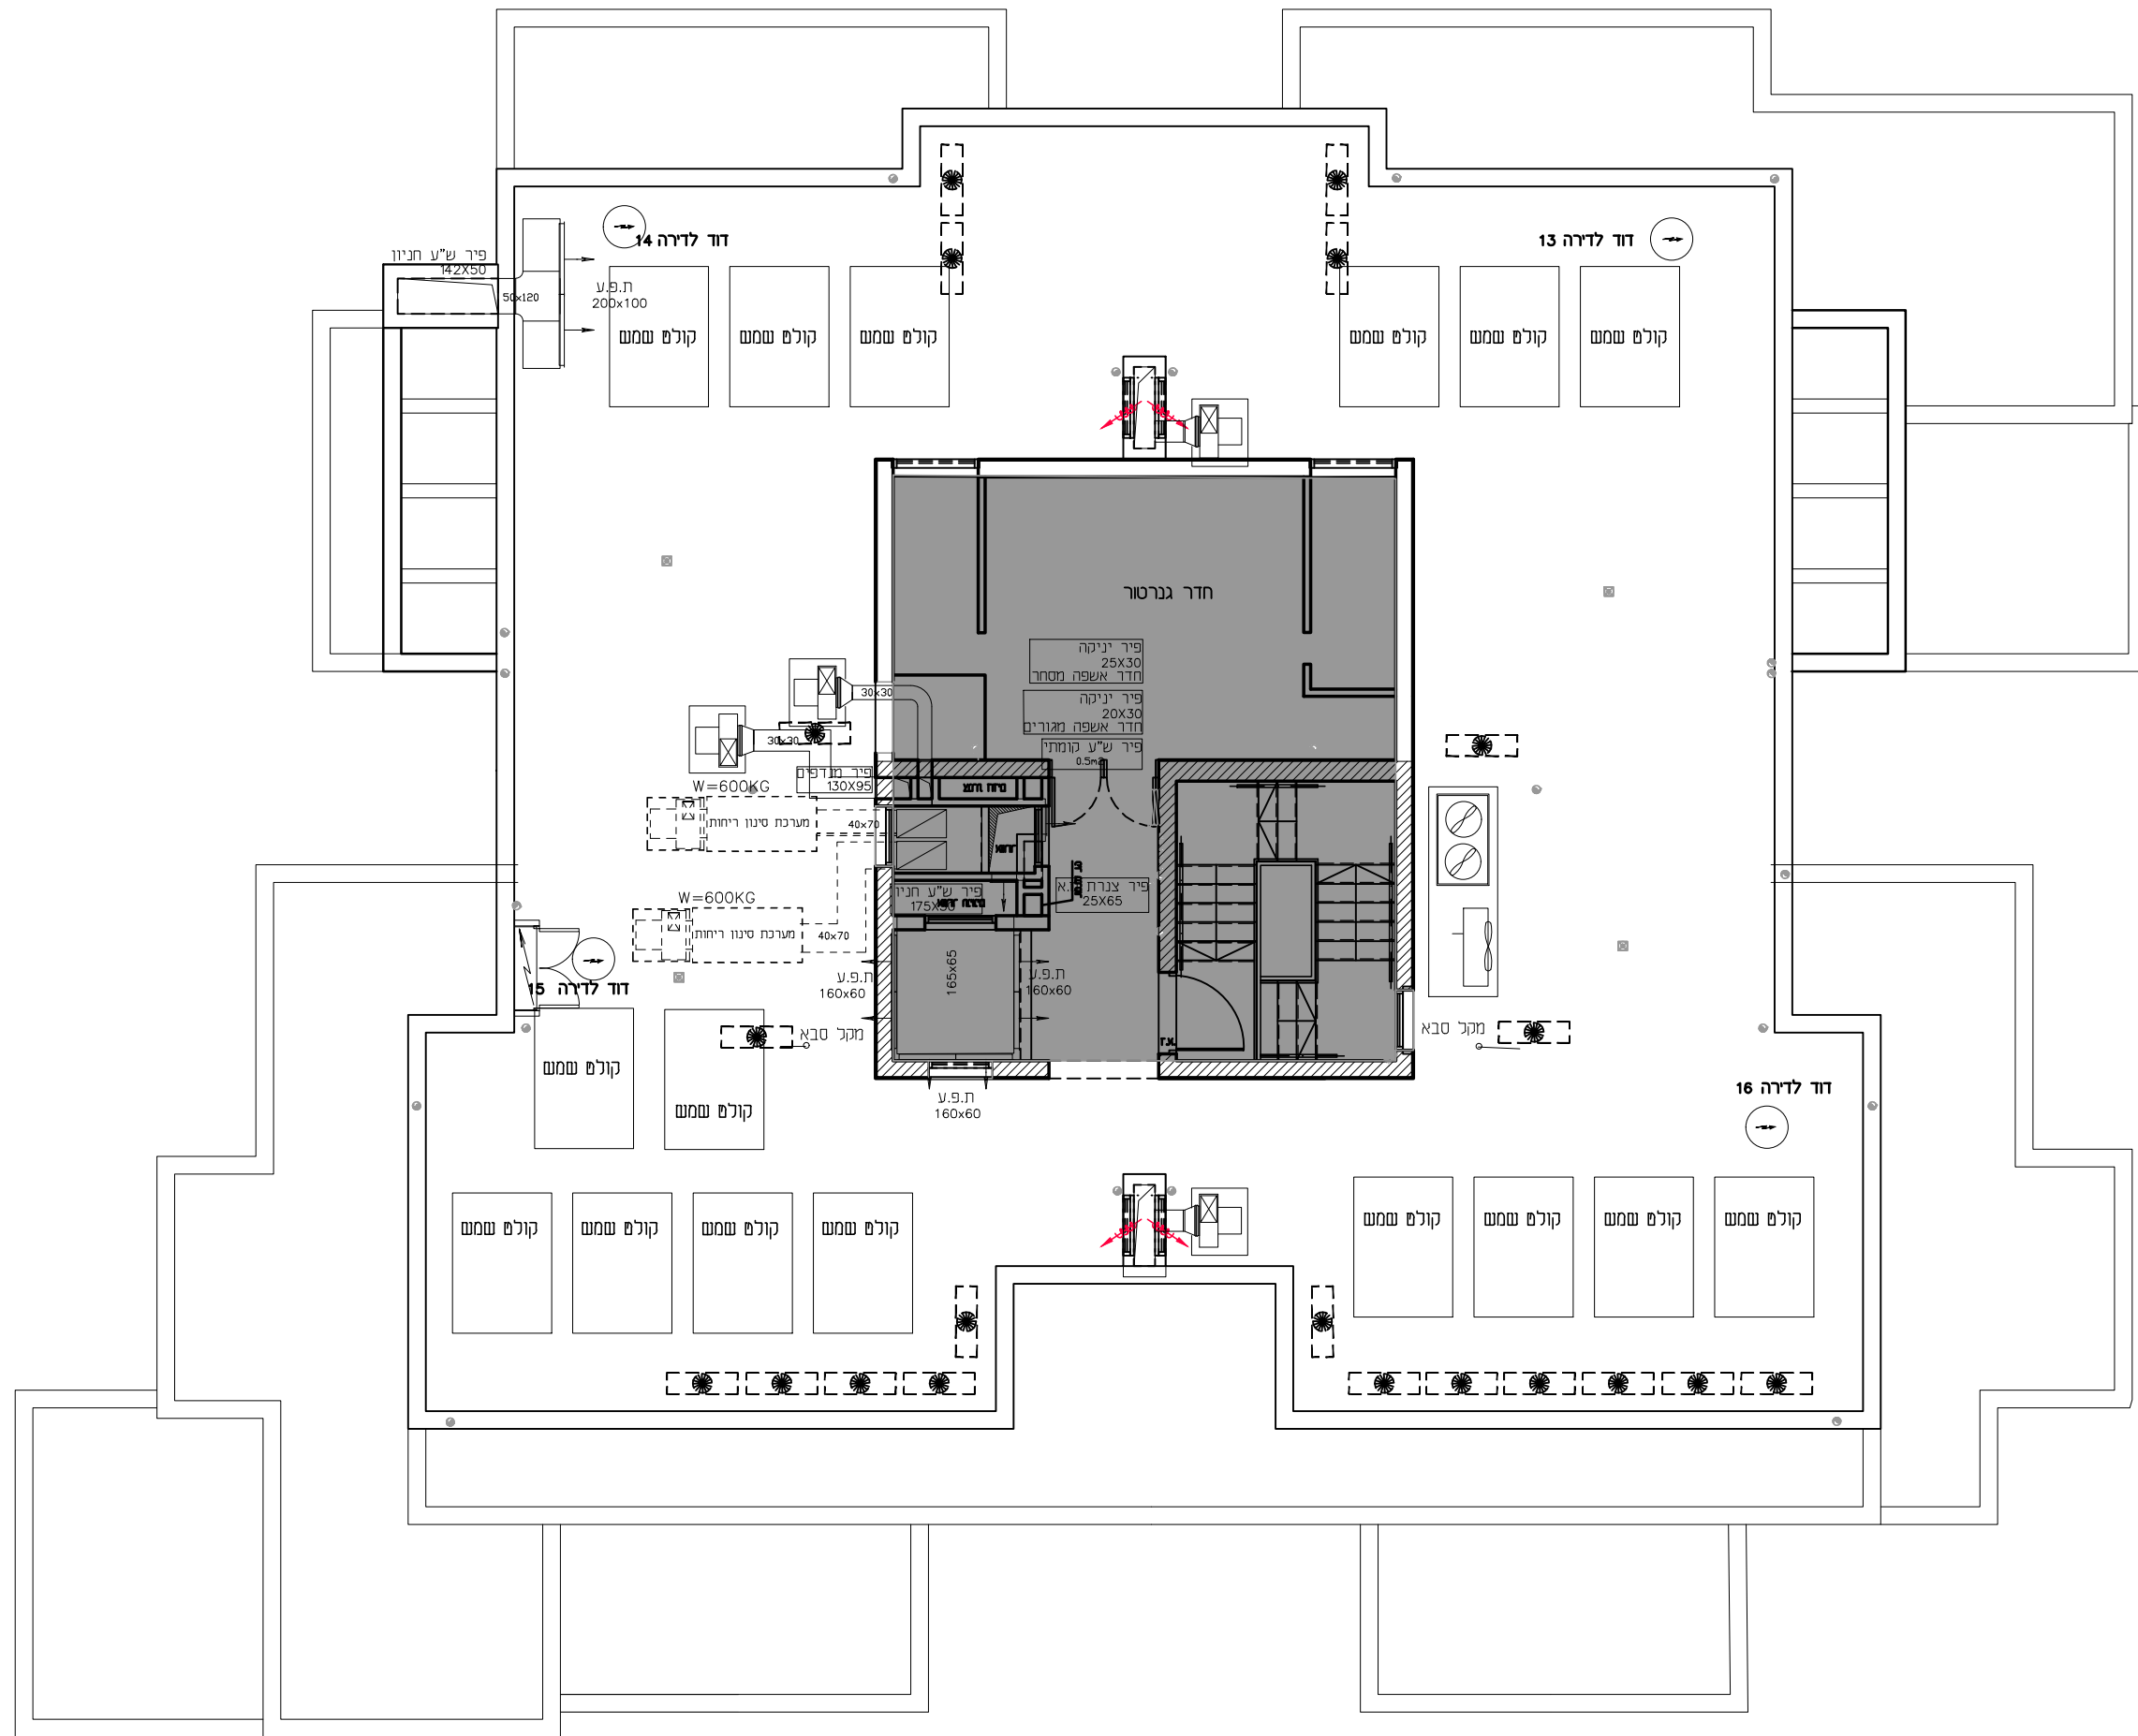 דוד לדירה 14
דוד לדירה 13
פיר ש"ע חניון
142X50
50x120
ת.פ.ע
200x100
קולט שמש
קולט שמש
קולט שמש
קולט שמש
קולט שמש
קולט שמש
חדר גנרטור
פיר יניקה
25X30
חדר אשפה מסחר
פיר יניקה
20X30
חדר אשפה מגורים
פיר ש"ע קומתי
0.5m2
30x30
30x30
פיר מנדפים
130X95
W=600KG
מערכת סינון ריחות
40x70
W=600KG
מערכת סינון ריחות
40x70
פיר ש"ע חניון
175X50
פיר צנרת
25X65
165x65
ת.פ.ע
160x60
ת.פ.ע
160x60
דוד לדירה 15
מקל סבא
מקל סבא
קולט שמש
קולט שמש
ת.פ.ע
160x60
דוד לדירה 16
קולט שמש
קולט שמש
קולט שמש
קולט שמש
קולט שמש
קולט שמש
קולט שמש
קולט שמש